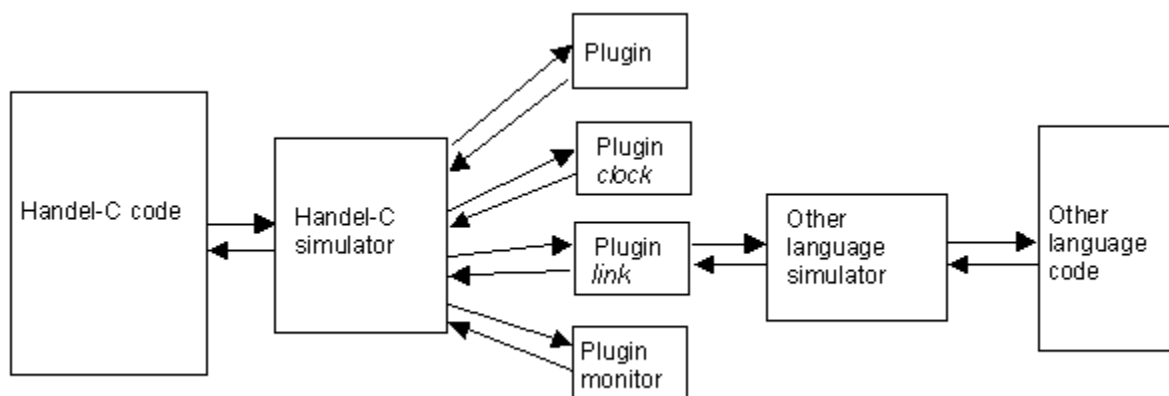 Handel-C code
Handel-C
simulator
Plugin
Plugin
clock
Plugin
link
Plugin
monitor
Other
language
simulator
Other
language
code